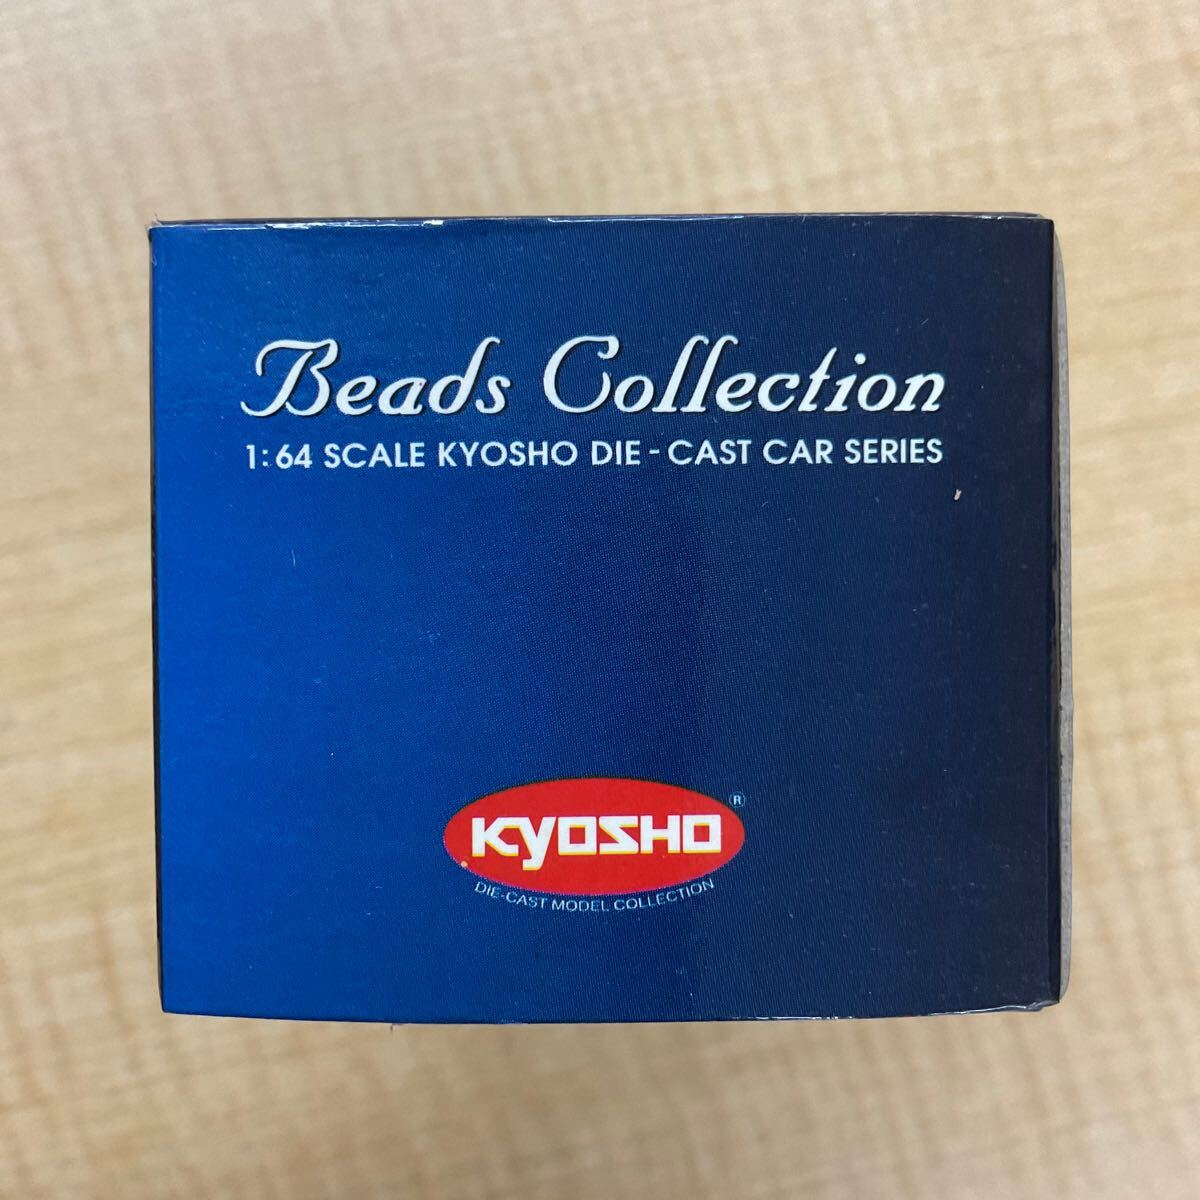 Beads Collection
1:64 SCALE KYOSHO DIE-CAST CAR SERIES
KYOSHO ®
DIE-CAST MODEL COLLECTION